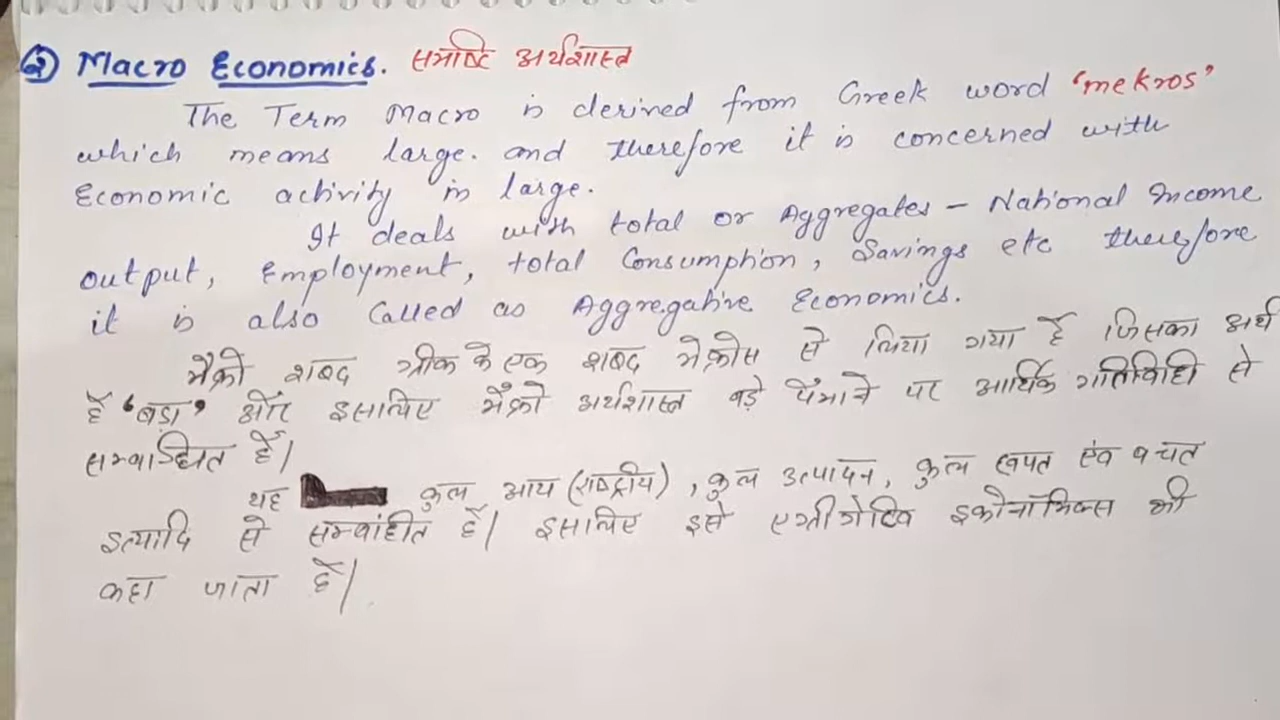 ② Macro Economics. समष्टि अर्थशास्त्र
The Term Macro is derived from Greek word 'mekros'
which means large. and therefore it is concerned with
Economic activity in large.
It deals with total or Aggregates - National Income
output, Employment, total Consumption, Savings etc therefore
it is also Called as Aggregative Economics.
मैक्रो शब्द ग्रीक के एक शब्द मेक्रोस से लिया गया है जिसका अर्थ
है 'बड़ा' और इसलिए मैक्रो अर्थशास्त्र बड़े पैमाने पर आर्थिक गतिविधि से
सम्बन्धित है।
यह कुल आय (राष्ट्रीय), कुल उत्पादन, कुल खपत एंव बचत
इत्यादि से सम्बंधित है। इसलिए इसे एग्रीगेटिव इकोनॉमिक्स भी
कहा जाता है।